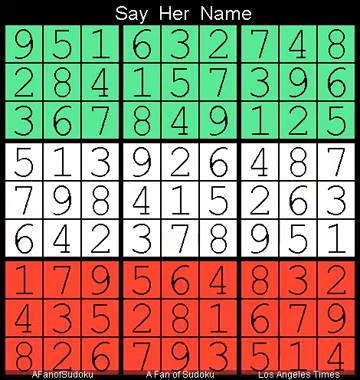 Say Her Name
9 5 1 6 3 2 7 4 8
2 8 4 1 5 7 3 9 6
3 6 7 8 4 9 1 2 5
5 1 3 9 2 6 4 8 7
7 9 8 4 1 5 2 6 3
6 4 2 3 7 8 9 5 1
1 7 9 5 6 4 8 3 2
4 3 5 2 8 1 6 7 9
8 2 6 7 9 3 5 1 4
AFanofSudoku A Fan of Sudoku Los Angeles Times